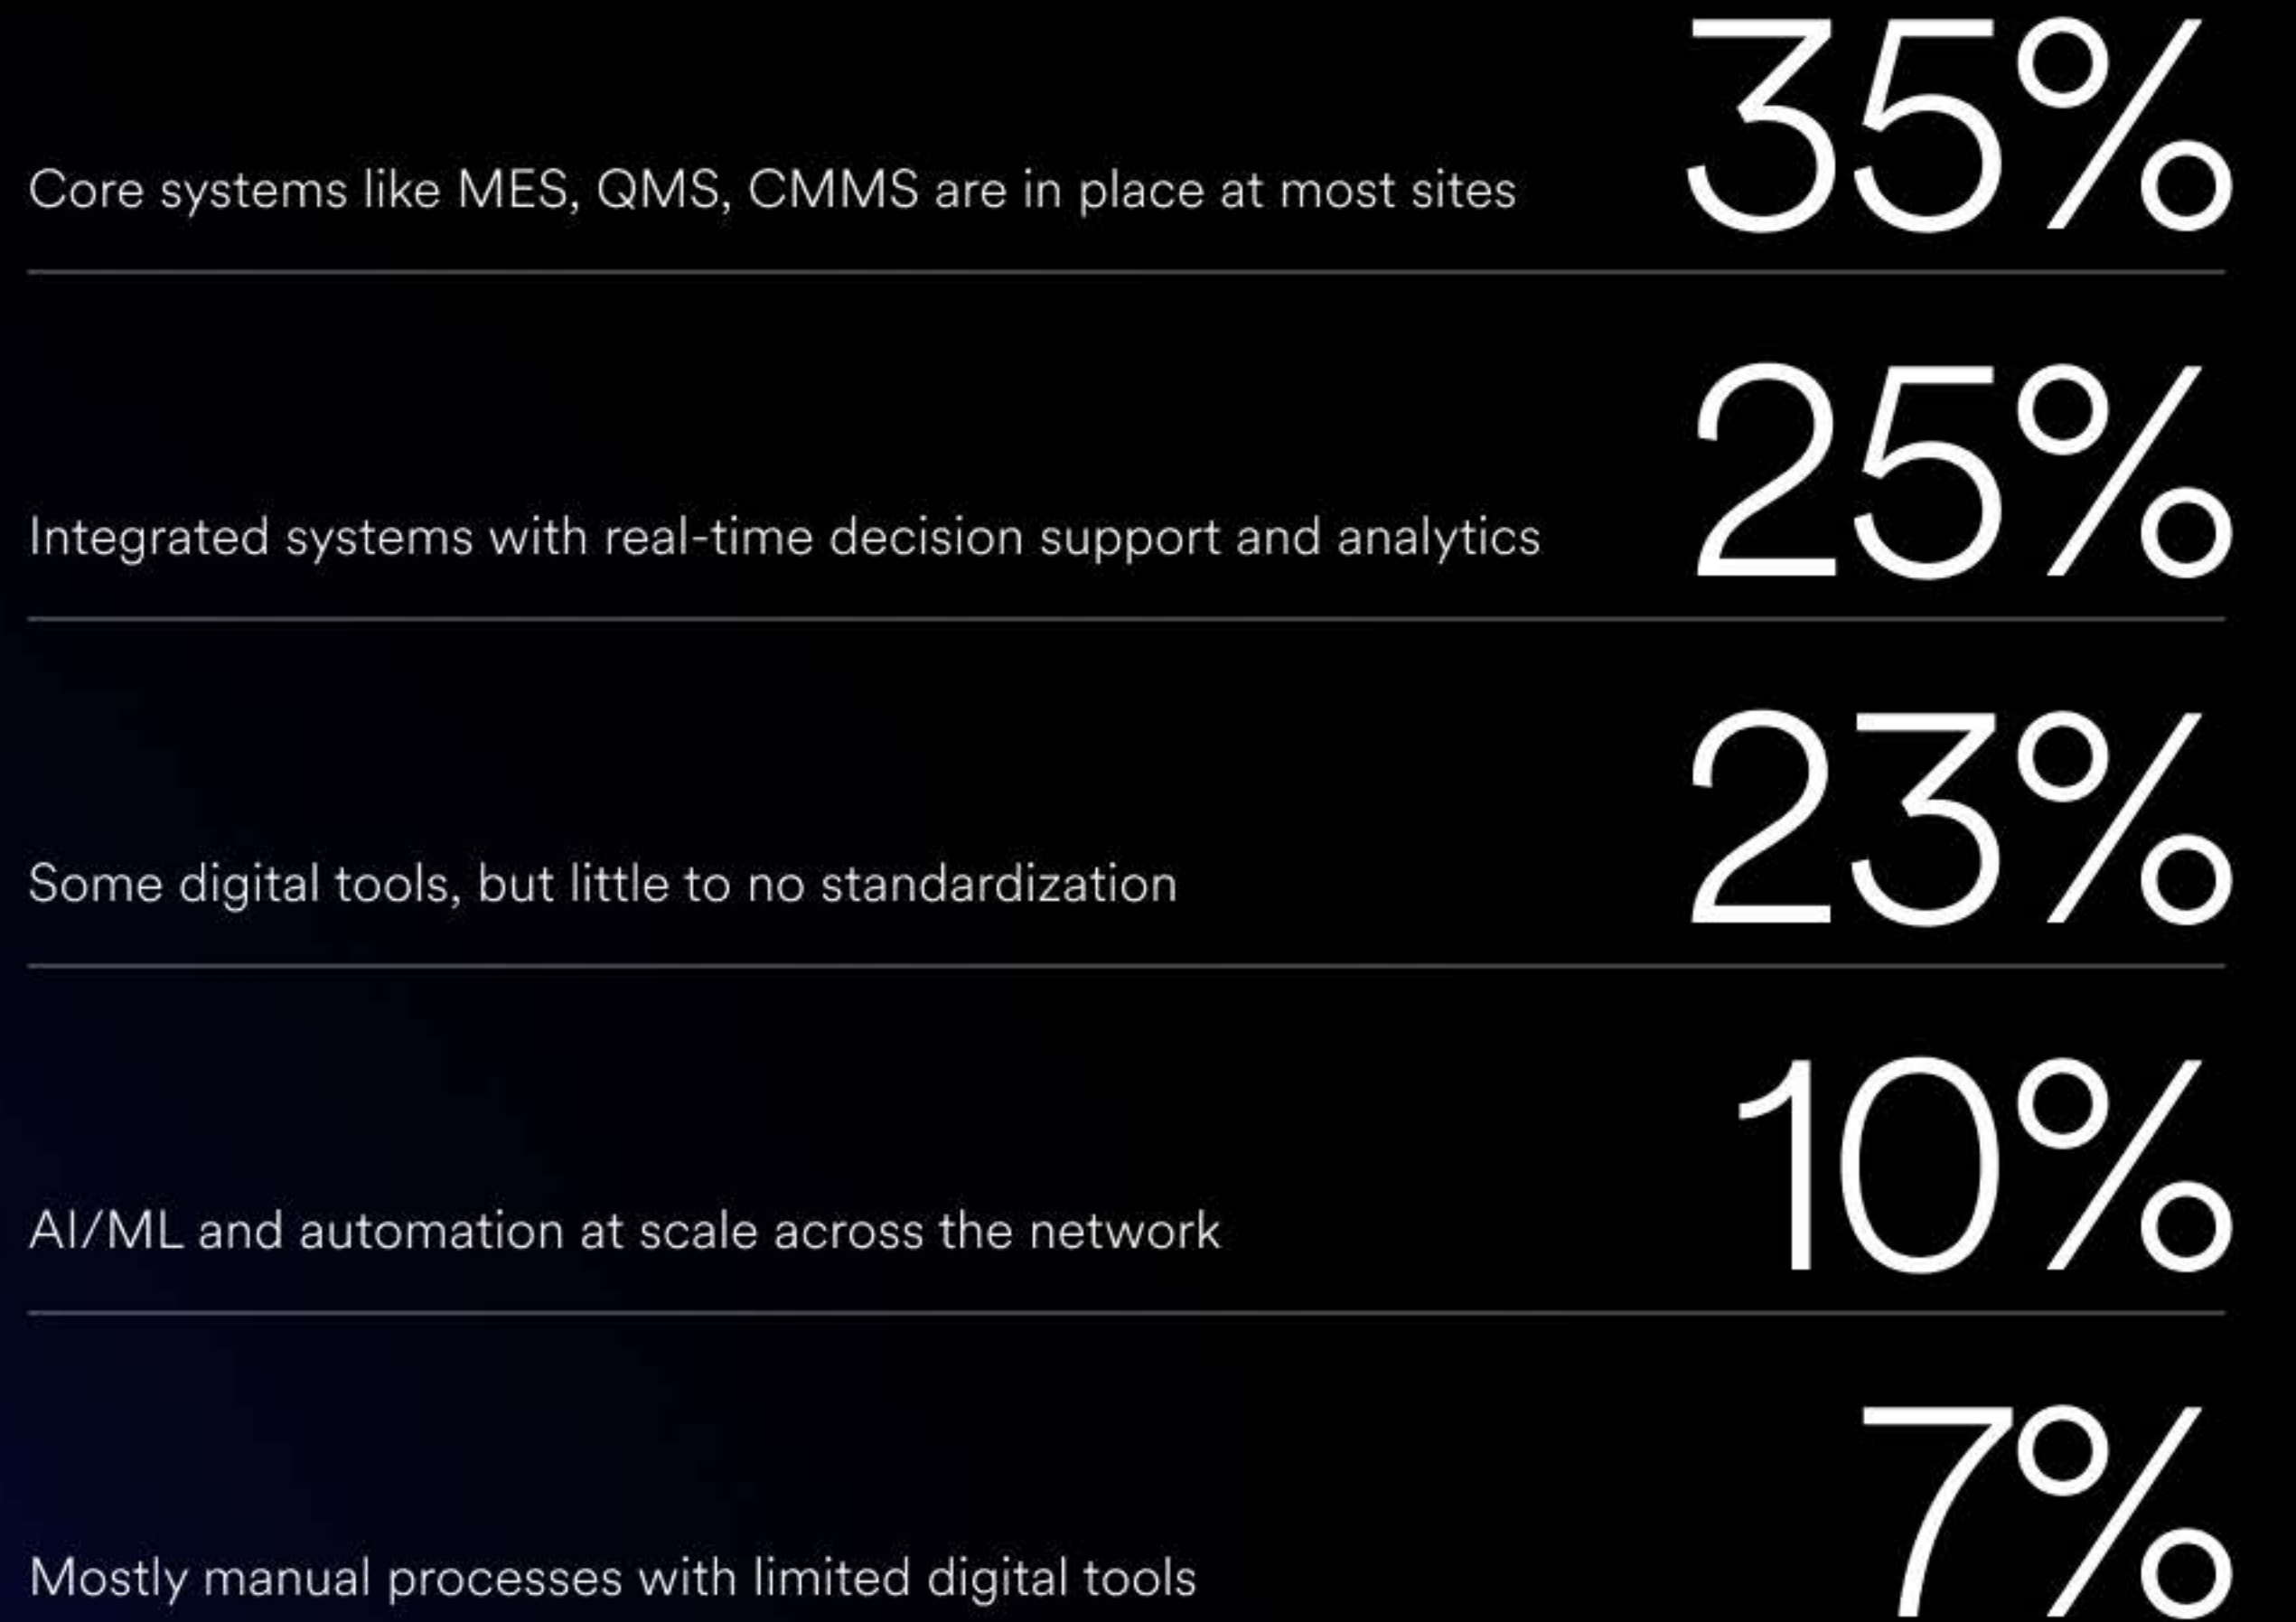 Core systems like MES, QMS, CMMS are in place at most sites 35%
Integrated systems with real-time decision support and analytics 25%
Some digital tools, but little to no standardization 23%
AI/ML and automation at scale across the network 10%
Mostly manual processes with limited digital tools 7%